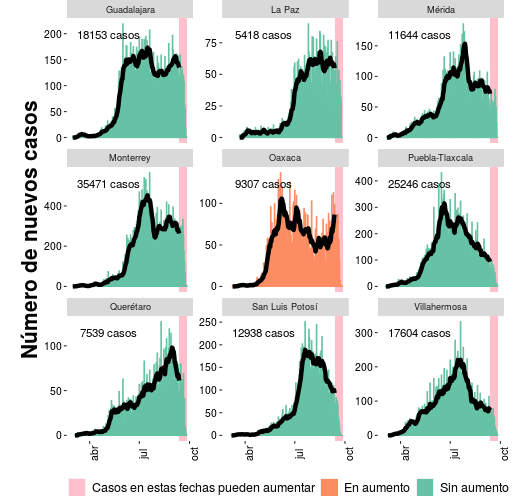 Número de nuevos casos
Guadalajara
La Paz
Mérida
18153 casos
5418 casos
11644 casos
200
150
100
50
0
75
50
25
0
150
100
50
0
Monterrey
Oaxaca
Puebla-Tlaxcala
35471 casos
9307 casos
25246 casos
400
200
0
100
50
0
400
300
200
100
0
Querétaro
San Luis Potosí
Villahermosa
7539 casos
12938 casos
17604 casos
100
50
0
250
200
150
100
50
0
300
200
100
0
abr
jul
oct
abr
jul
oct
abr
jul
oct
Casos en estas fechas pueden aumentar
En aumento
Sin aumento